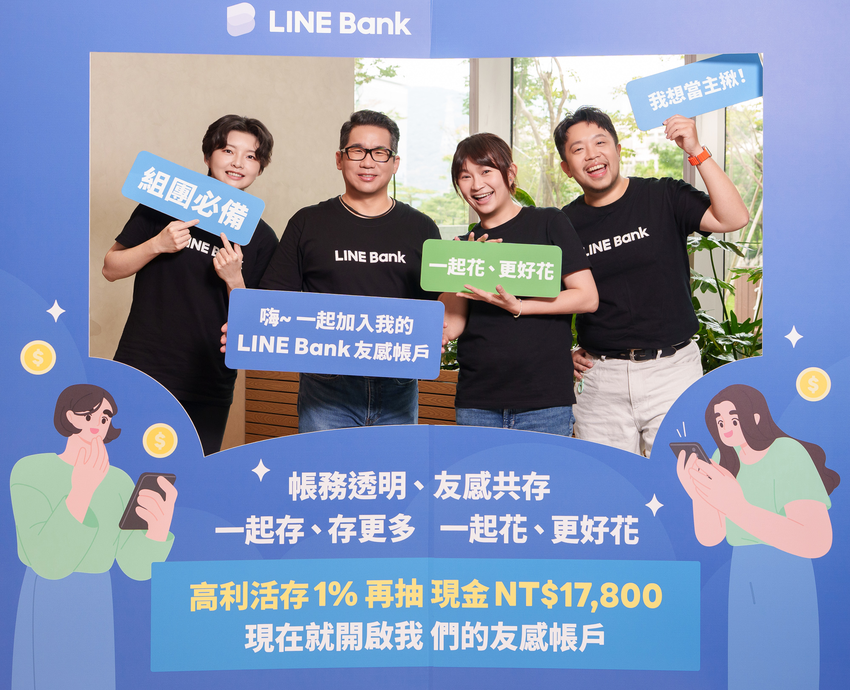 LINE Bank
我想當主揪!
組團必備
LINE B
LINE Bank
LINE Bank
一起花、更好花
嗨~ 一起加入我的
LINE Bank 友感帳戶
帳務透明、友感共存
一起存、存更多 一起花、更好花
高利活存 1% 再抽 現金 NT$17,800
現在就開啟我 們的友感帳戶